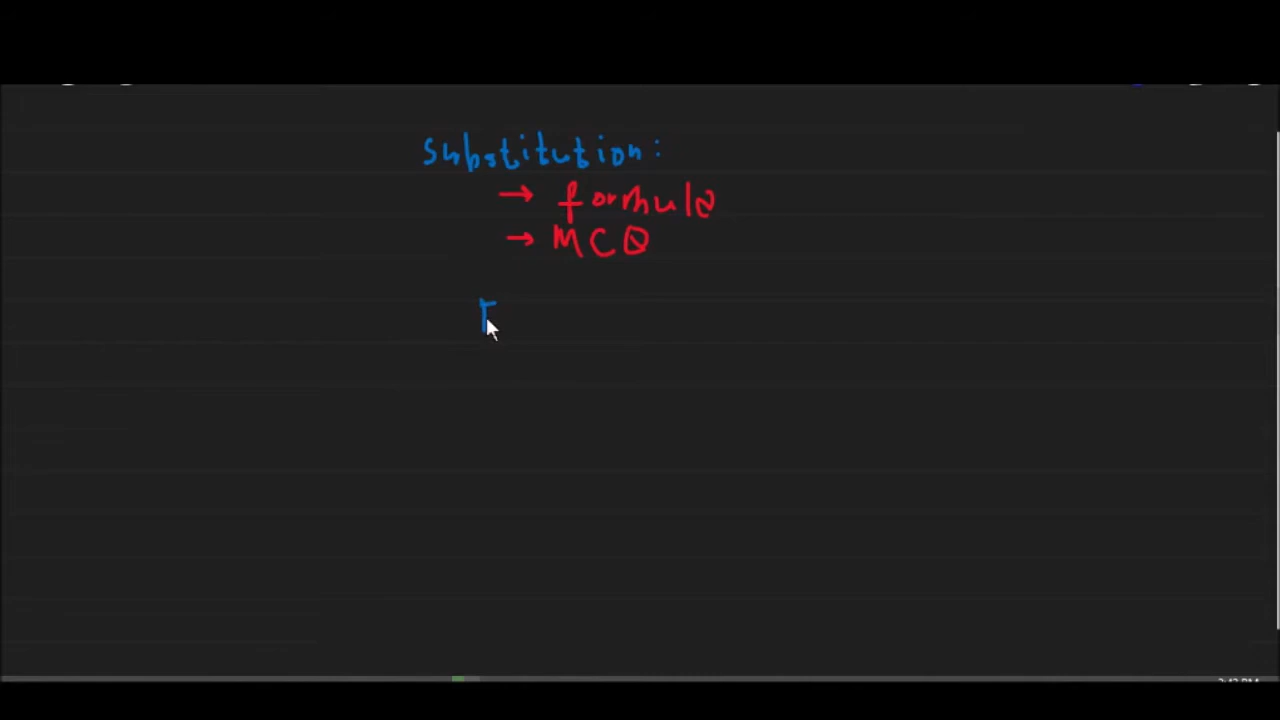 Substitution:
→ formula
→ MCQ